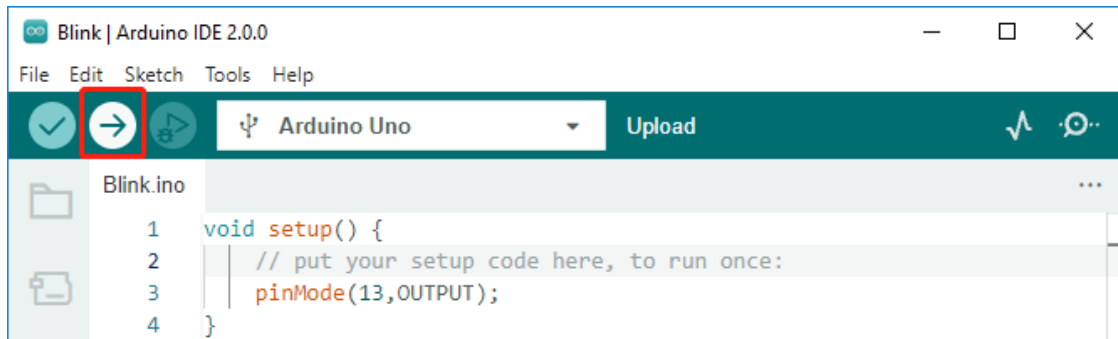 Blink | Arduino IDE 2.0.0
File Edit Sketch Tools Help
Arduino Uno Upload
Blink.ino
1 void setup() {
2 // put your setup code here, to run once:
3 pinMode(13,OUTPUT);
4 }